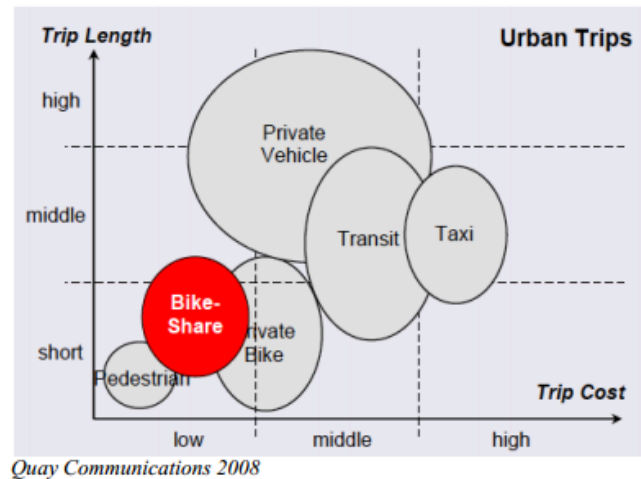 Trip Length
Urban Trips
high
Private
Vehicle
middle
Transit
Taxi
Bike-
Share
rivate
Bike
short
Pedestrian
Trip Cost
low
middle
high
Quay Communications 2008